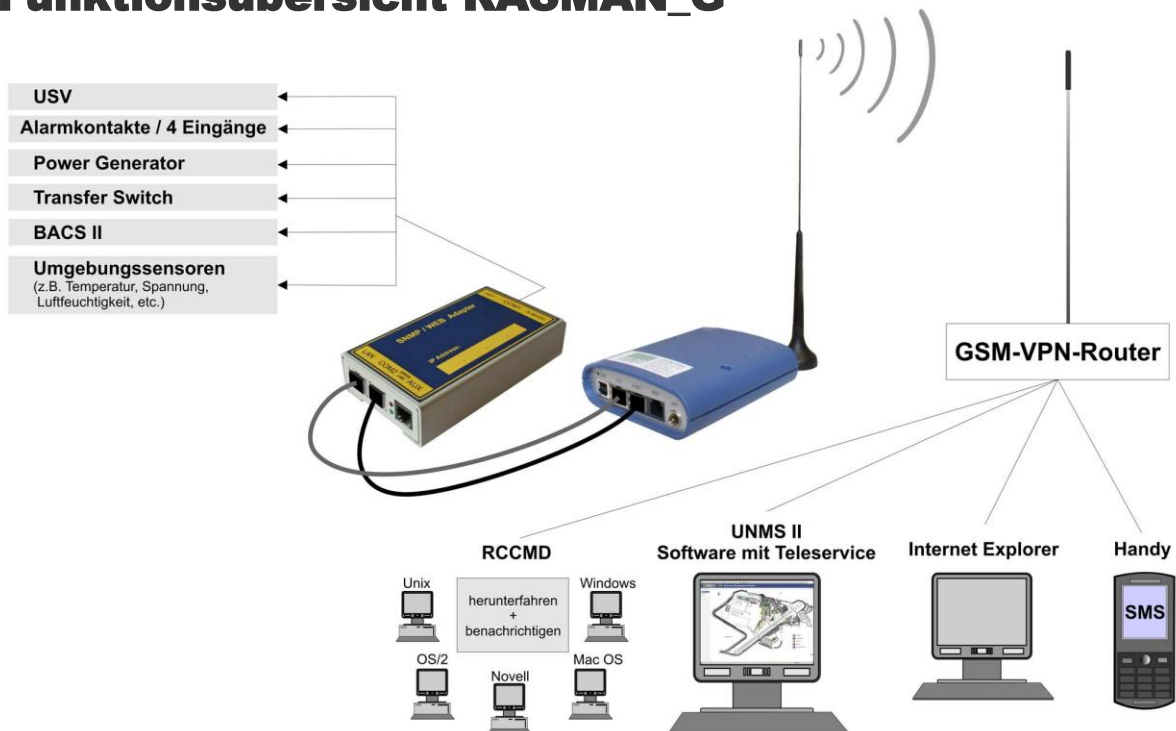 Funktionsübersicht RAUMAN_G
USV
Alarmkontakte / 4 Eingänge
Power Generator
Transfer Switch
BACS II
Umgebungssensoren
(z.B. Temperatur, Spannung,
Luftfeuchtigkeit, etc.)
SNMP / WEB Adapter
IP Address:
LAN
COM2
AUX
GSM-VPN-Router
RCCMD
UNMS II
Software mit Teleservice
Internet Explorer
Handy
Unix
Windows
herunterfahren
+
benachrichtigen
OS/2
Novell
Mac OS
SMS